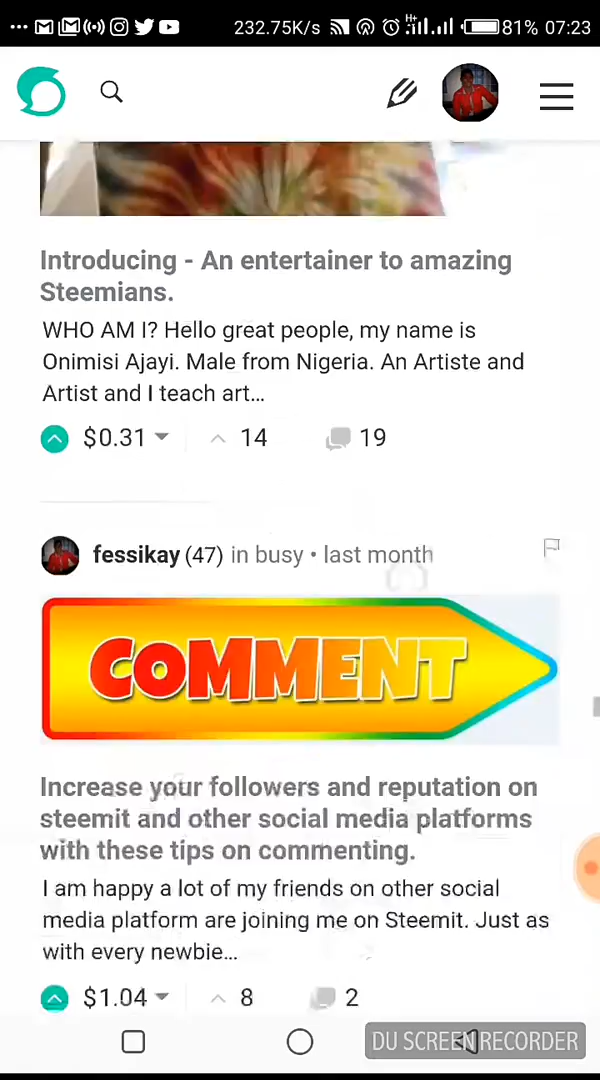 232.75K/s 81% 07:23
Introducing - An entertainer to amazing
Steemians.
WHO AM I? Hello great people, my name is
Onimisi Ajayi. Male from Nigeria. An Artiste and
Artist and I teach art...
$0.31 14 19
fessikay (47) in busy • last month
COMMENT
Increase your followers and reputation on
steemit and other social media platforms
with these tips on commenting.
I am happy a lot of my friends on other social
media platform are joining me on Steemit. Just as
with every newbie...
$1.04 8 2
DU SCREEN RECORDER